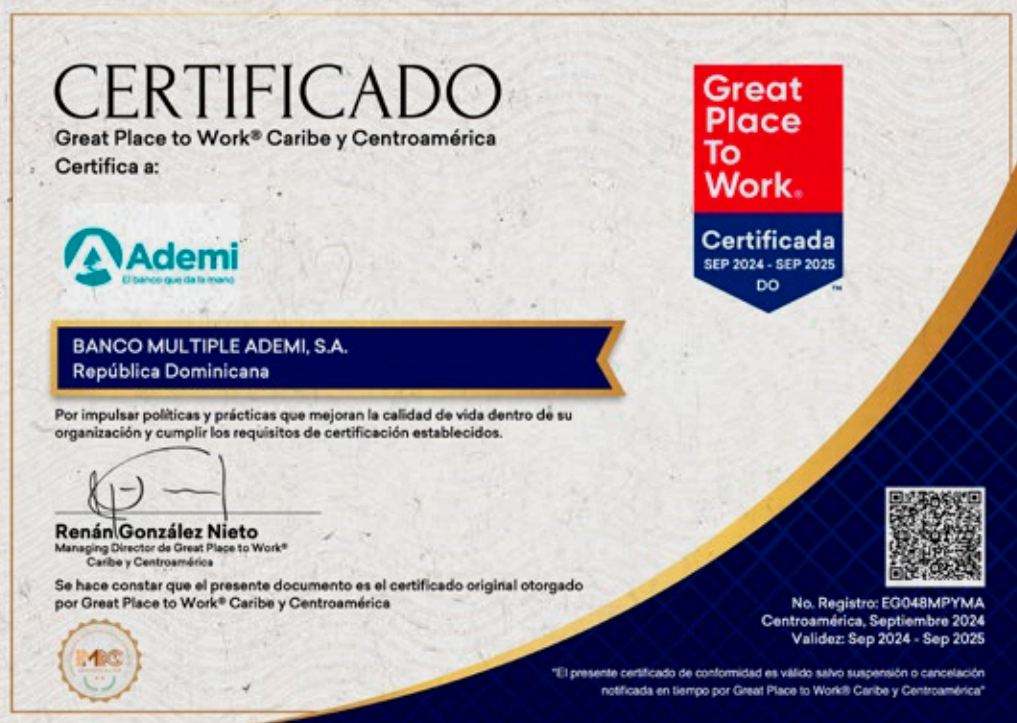 CERTIFICADO
Great Place to Work® Caribe y Centroamérica
Certifica a:
Great
Place
To
Work®
Certificada
SEP 2024 - SEP 2025
DO
™
Ademi
El banco que da la mano
BANCO MULTIPLE ADEMI, S.A.
República Dominicana
Por impulsar políticas y prácticas que mejoran la calidad de vida dentro de su
organización y cumplir los requisitos de certificación establecidos.
Renán González Nieto
Managing Director de Great Place to Work®
Caribe y Centroamérica
Se hace constar que el presente documento es el certificado original otorgado
por Great Place to Work® Caribe y Centroamérica
No. Registro: EG048MPYMA
Centroamérica, Septiembre 2024
Validez: Sep 2024 - Sep 2025
"El presente certificado de conformidad es válido salvo suspensión o cancelación
notificada en tiempo por Great Place to Work® Caribe y Centroamérica"